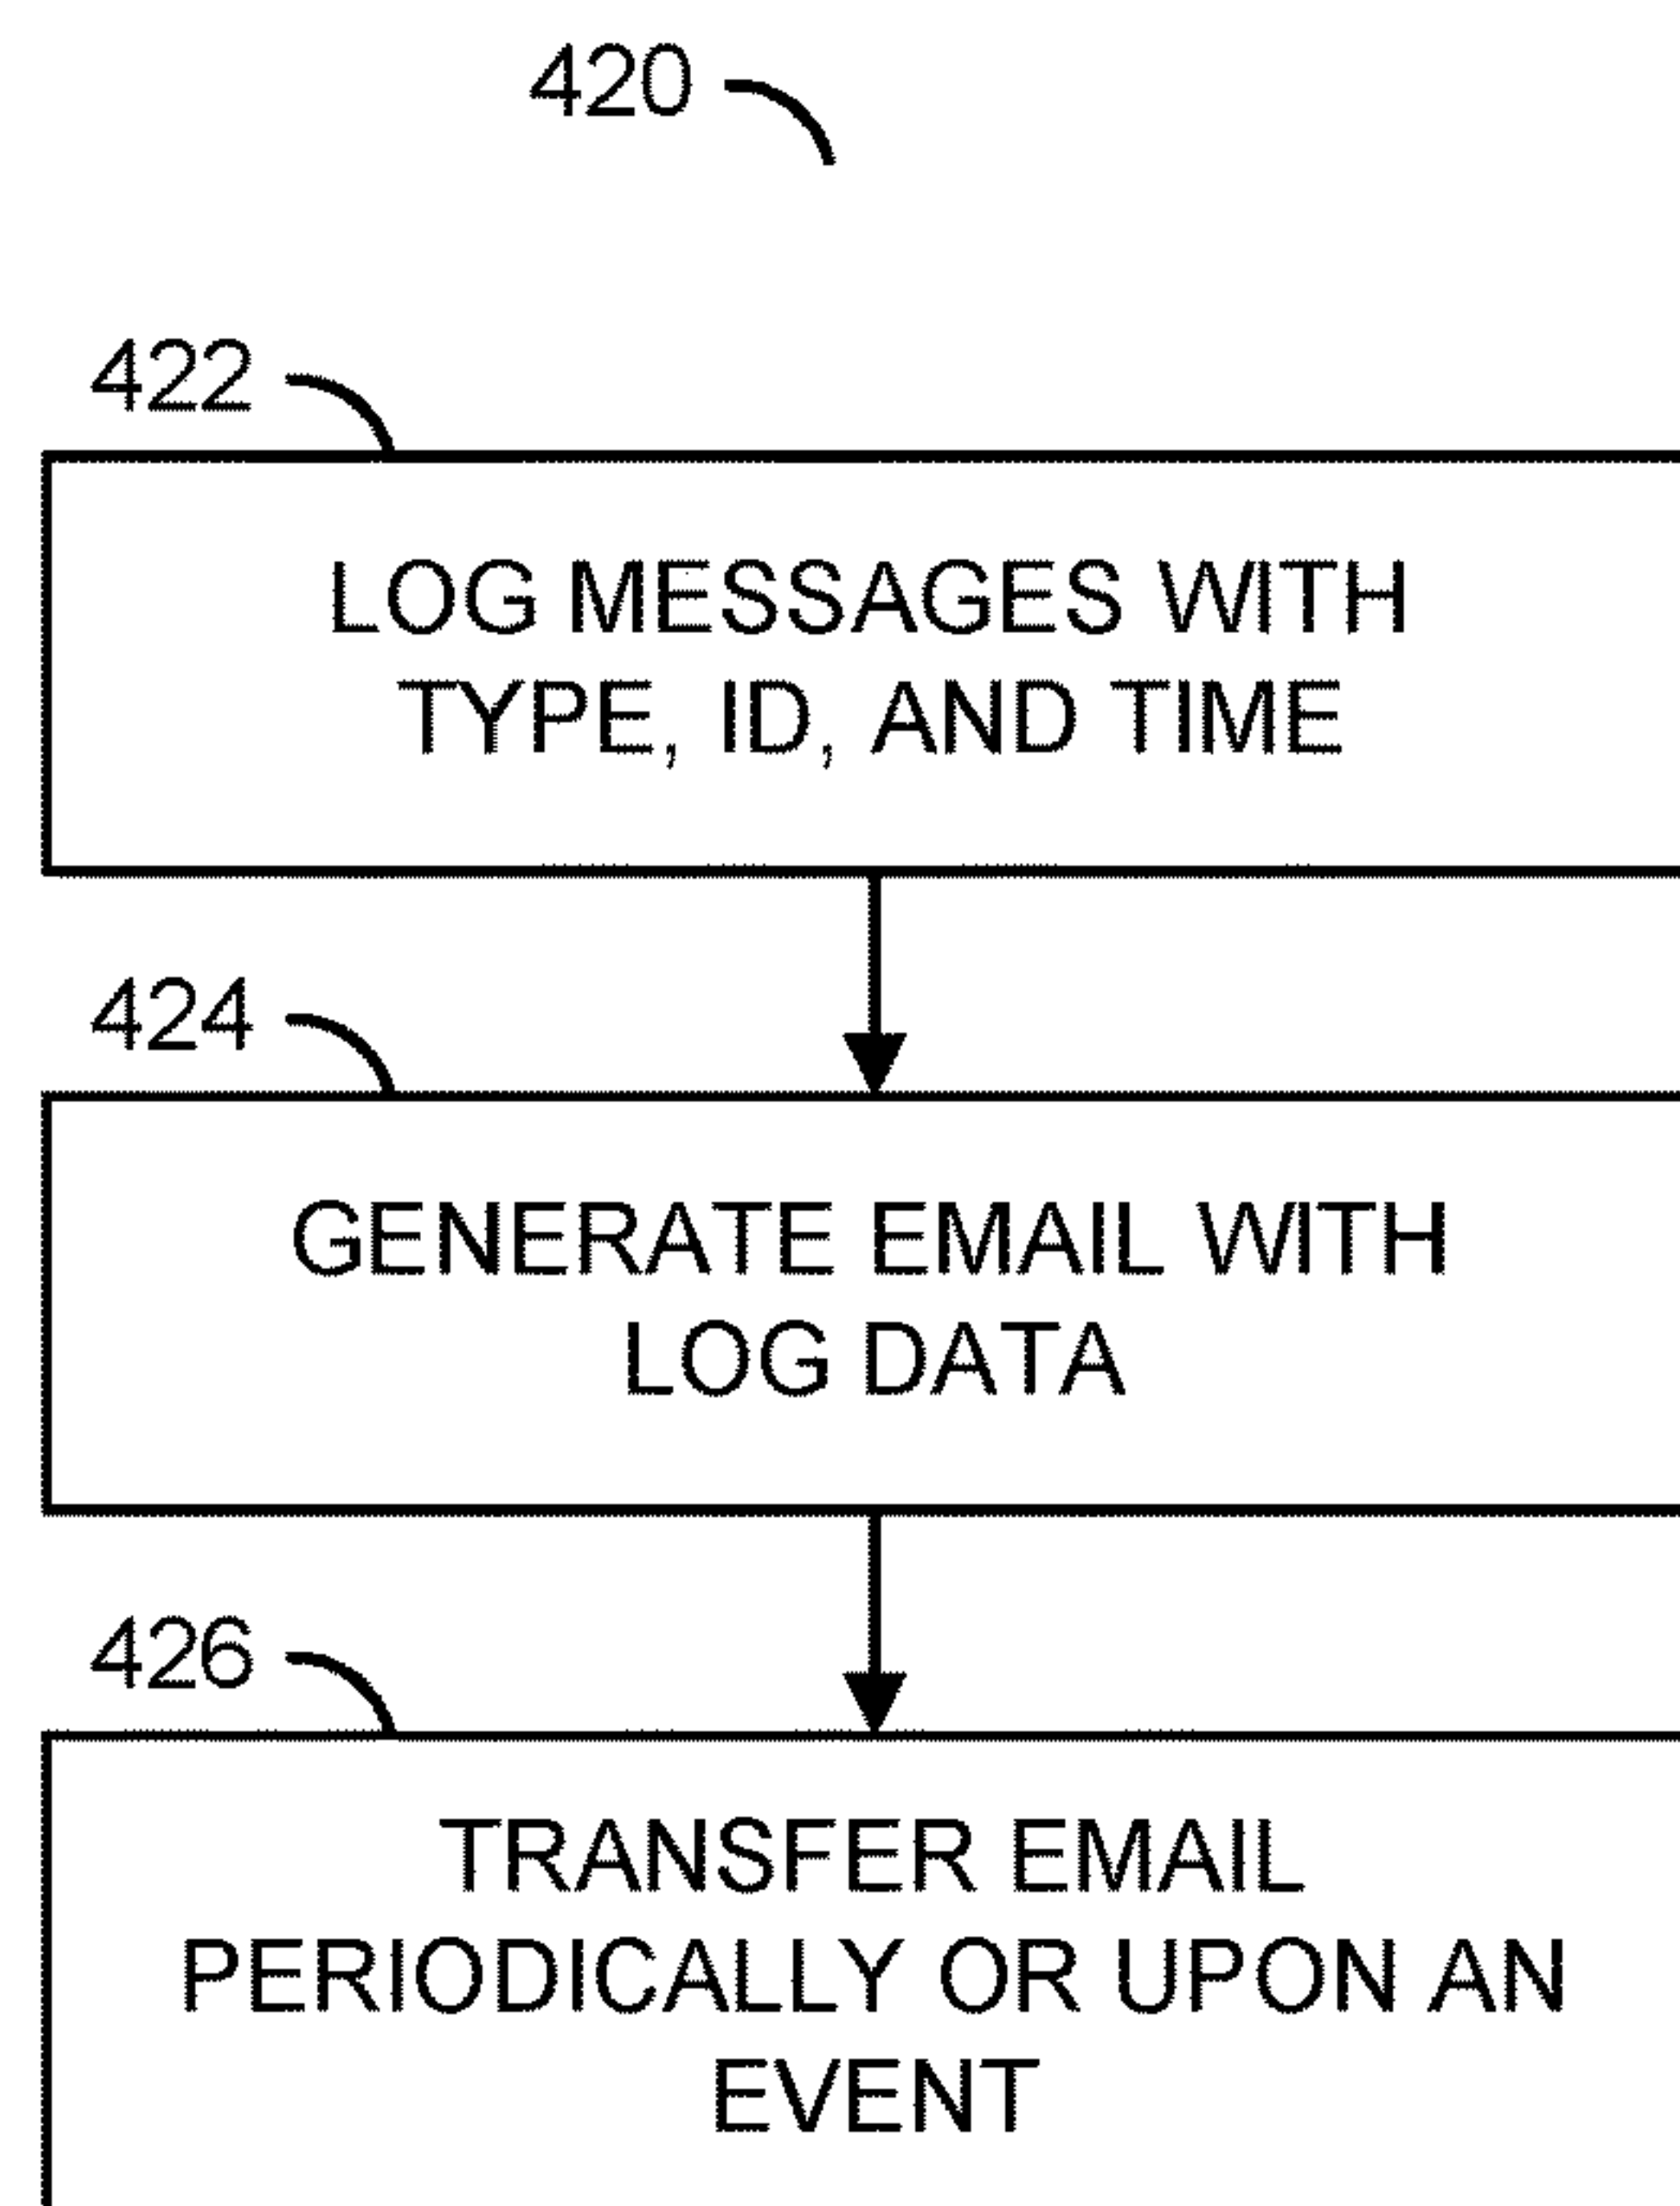 420
422
LOG MESSAGES WITH
TYPE, ID, AND TIME
424
GENERATE EMAIL WITH
LOG DATA
426
TRANSFER EMAIL
PERIODICALLY OR UPON AN
EVENT